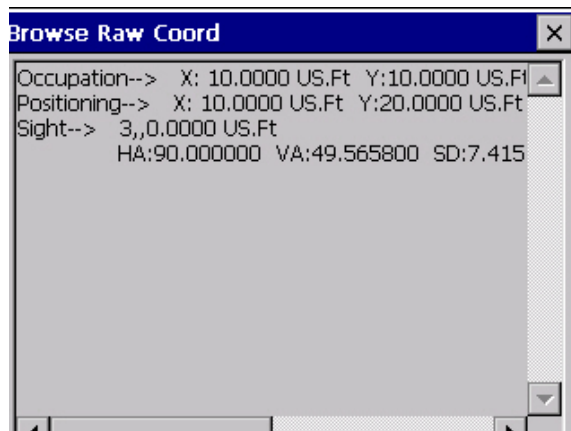 Browse Raw Coord
Occupation--> X: 10.0000 US.Ft Y:10.0000 US.Ft
Positioning--> X: 10.0000 US.Ft Y:20.0000 US.Ft
Sight--> 3,,0.0000 US.Ft
HA:90.000000 VA:49.565800 SD:7.415